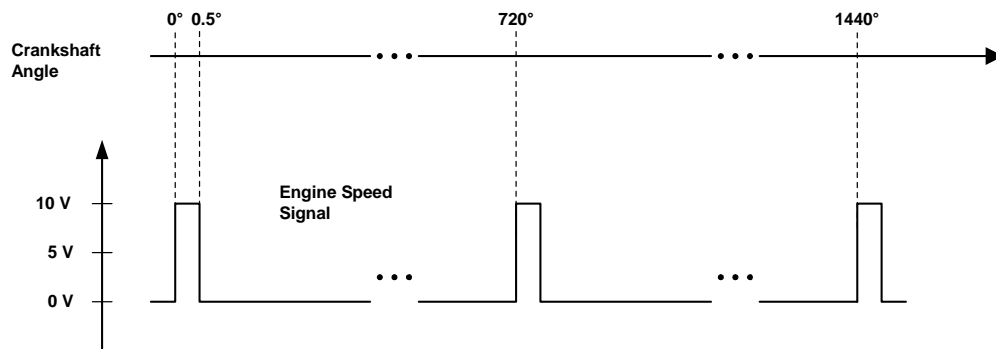 0° 0.5° 720° 1440°
Crankshaft
Angle
Engine Speed
Signal
10 V
5 V
0 V